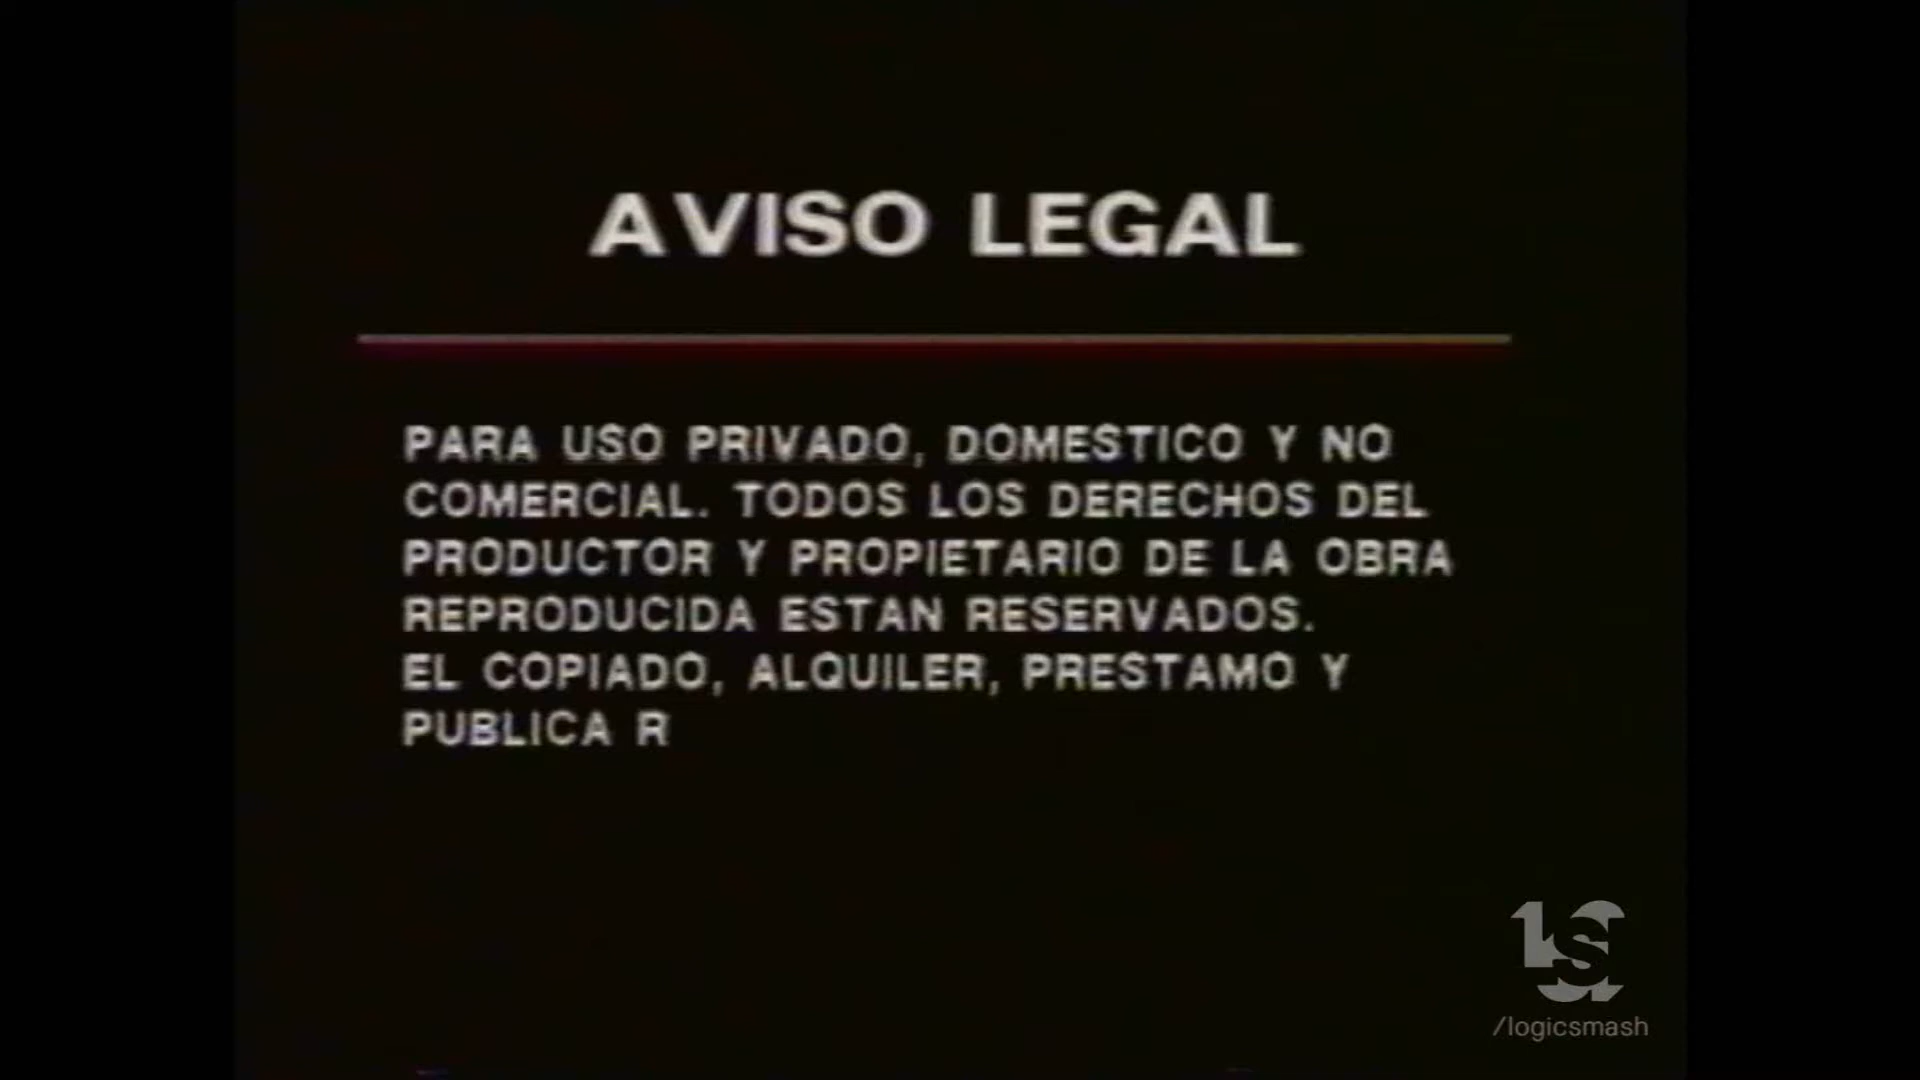 AVISO LEGAL
PARA USO PRIVADO, DOMESTICO Y NO
COMERCIAL. TODOS LOS DERECHOS DEL
PRODUCTOR Y PROPIETARIO DE LA OBRA
REPRODUCIDA ESTAN RESERVADOS.
EL COPIADO, ALQUILER, PRESTAMO Y
PUBLICA R
ls
/logicsmash